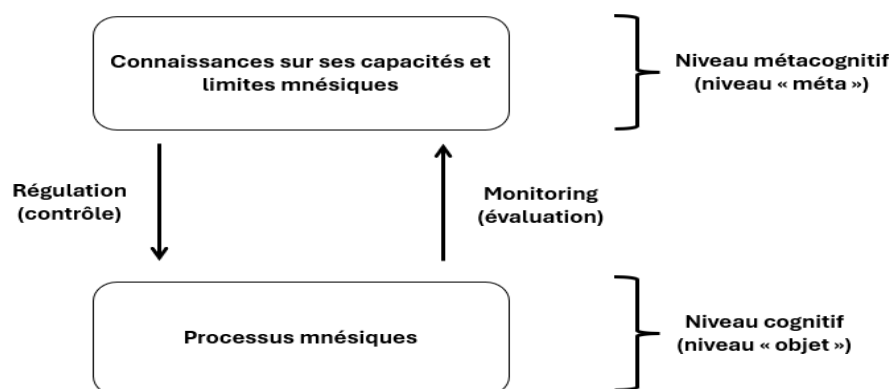 Connaissances sur ses capacités et
limites mnésiques
Niveau métacognitif
(niveau « méta »)
Régulation
(contrôle)
Monitoring
(évaluation)
Processus mnésiques
Niveau cognitif
(niveau « objet »)